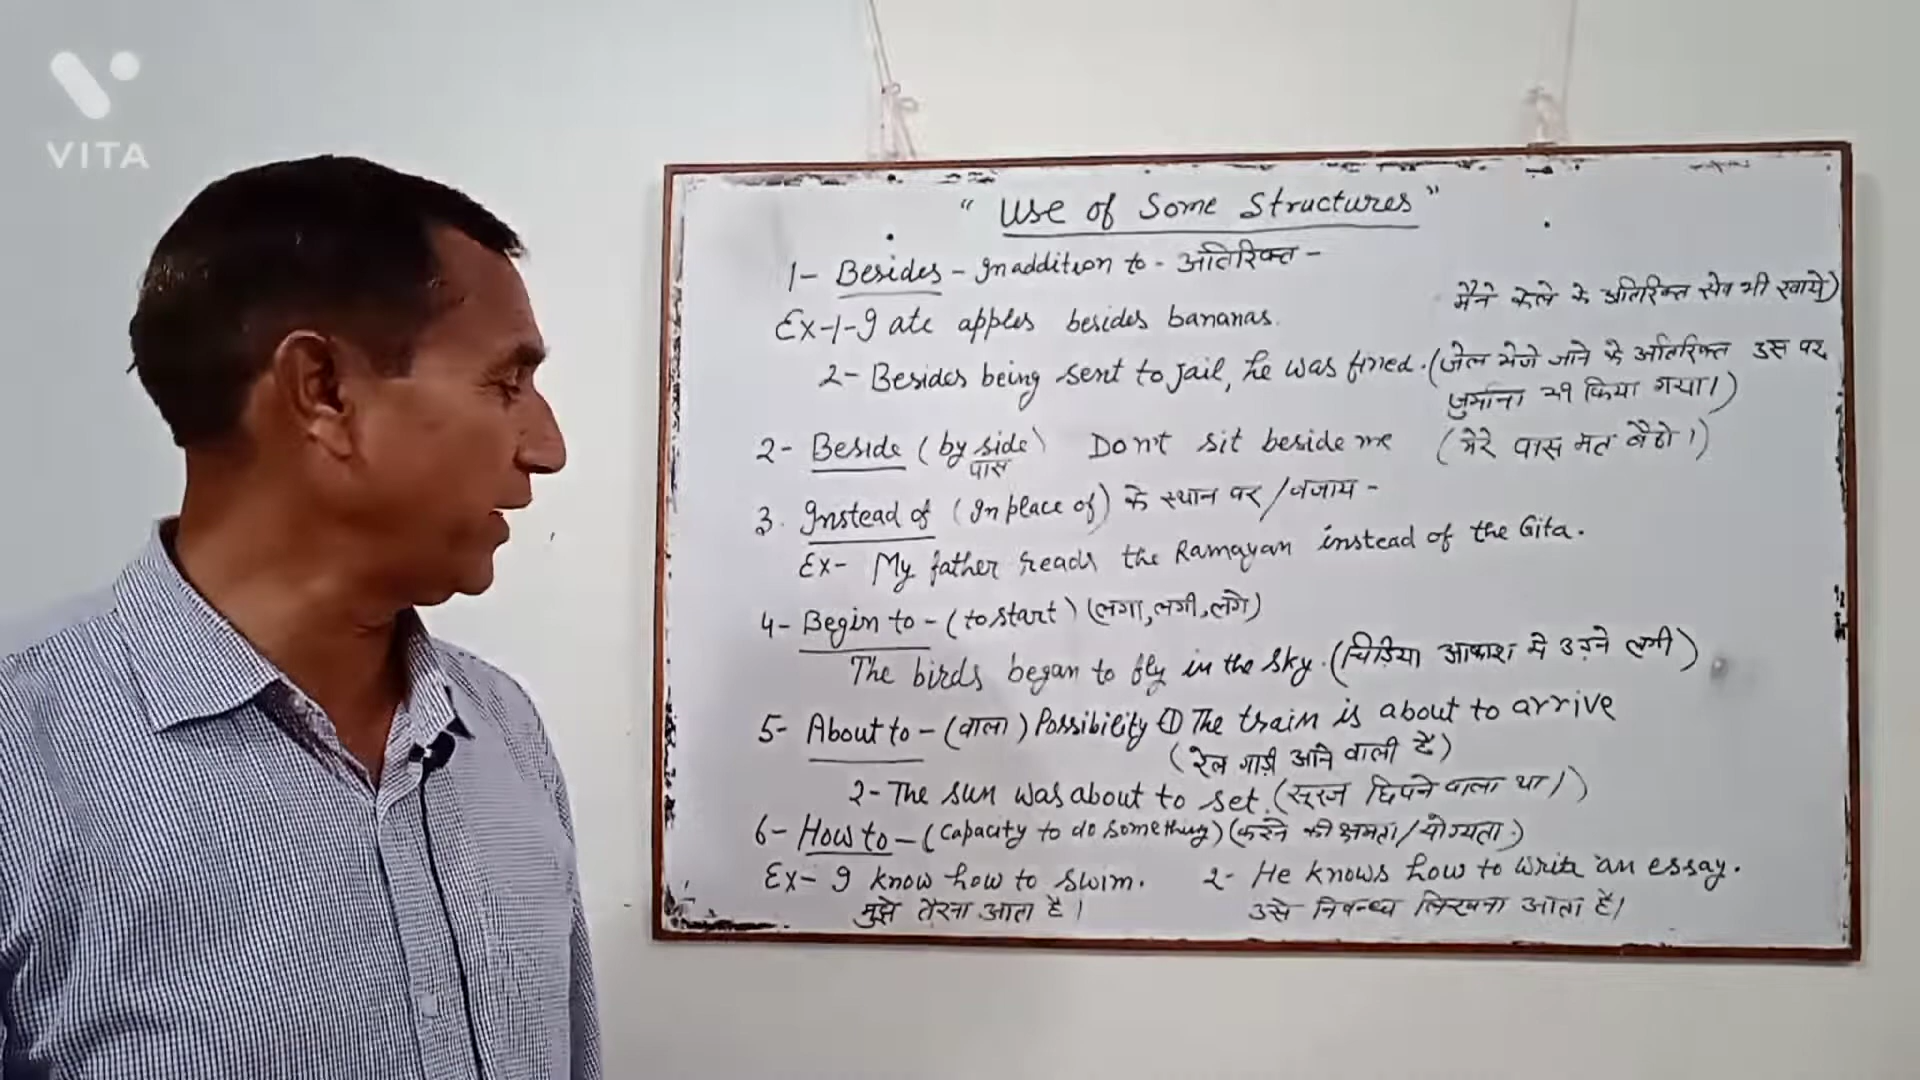 VITA
" Use of Some Structures "
1- Besides - In addition to - अतिरिक्त -
Ex-1- I ate apples besides bananas. मैंने केले के अतिरिक्त सेव भी खाये)
2- Besides being sent to jail, he was fined. (जेल भेजे जाने के अतिरिक्त उस पर
जुर्माना भी किया गया।)
2- Beside (by side) Don't sit beside me (मेरे पास मत बैठो।)
पास
3. Instead of (In place of) के स्थान पर / बजाय -
Ex- My father reads the Ramayan instead of the Gita.
4- Begin to - (to start) (लगा, लगी, लगे)
The birds began to fly in the sky. (चिड़िया आकाश में उड़ने लगी)
5- About to - (वाला) Possibility ① The train is about to arrive
(रेल गाड़ी आने वाली है)
2- The sun was about to set. (सूरज छिपने वाला था।)
6- How to - (Capacity to do something) (करने की क्षमता/योग्यता)
Ex- I know how to swim. 2- He knows how to write an essay.
मुझे तैरना आता है। उसे निबन्ध लिखना आता है।